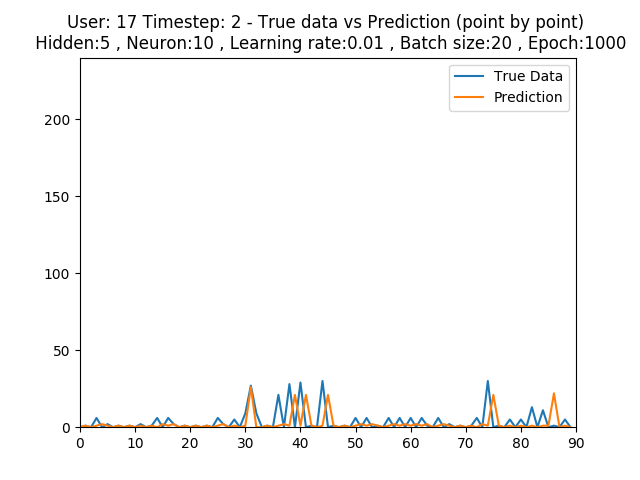 User: 17 Timestep: 2 - True data vs Prediction (point by point)
Hidden:5 , Neuron:10 , Learning rate:0.01 , Batch size:20 , Epoch:1000
True Data
Prediction
200
150
100
50
0
0 10 20 30 40 50 60 70 80 90